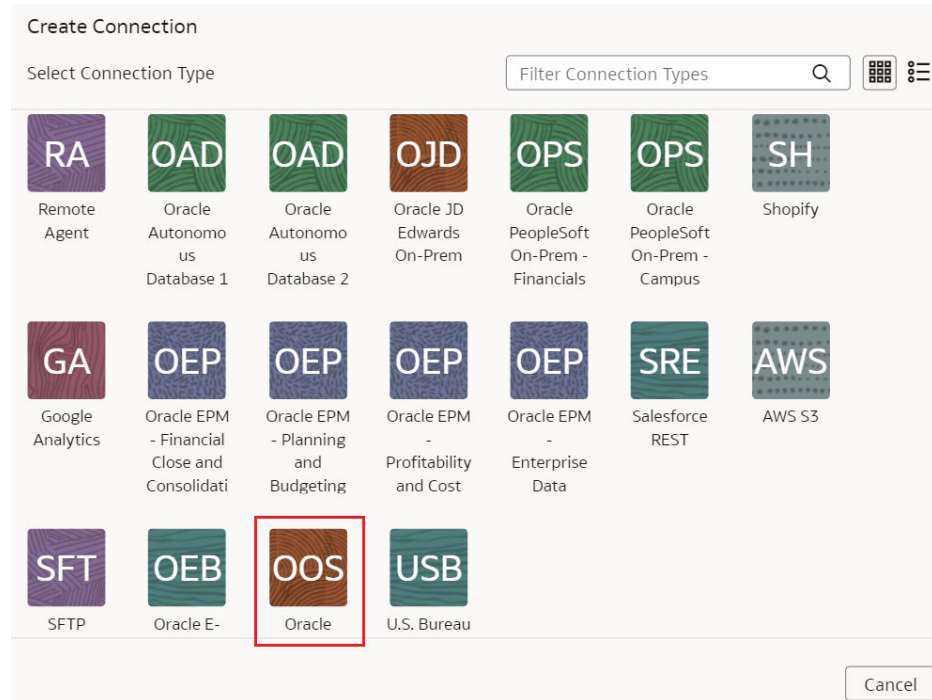 Create Connection
Select Connection Type
Filter Connection Types
RA
OAD
OAD
OJD
OPS
OPS
SH
Remote
Agent
Oracle
Autonomo
us
Database 1
Oracle
Autonomo
us
Database 2
Oracle JD
Edwards
On-Prem
Oracle
PeopleSoft
On-Prem -
Financials
Oracle
PeopleSoft
On-Prem -
Campus
Shopify
GA
OEP
OEP
OEP
OEP
SRE
AWS
Google
Analytics
Oracle EPM
- Financial
Close and
Consolidati
Oracle EPM
- Planning
and
Budgeting
Oracle EPM
-
Profitability
and Cost
Oracle EPM
-
Enterprise
Data
Salesforce
REST
AWS S3
SFT
OEB
OOS
USB
SFTP
Oracle E-
Oracle
U.S. Bureau
Cancel